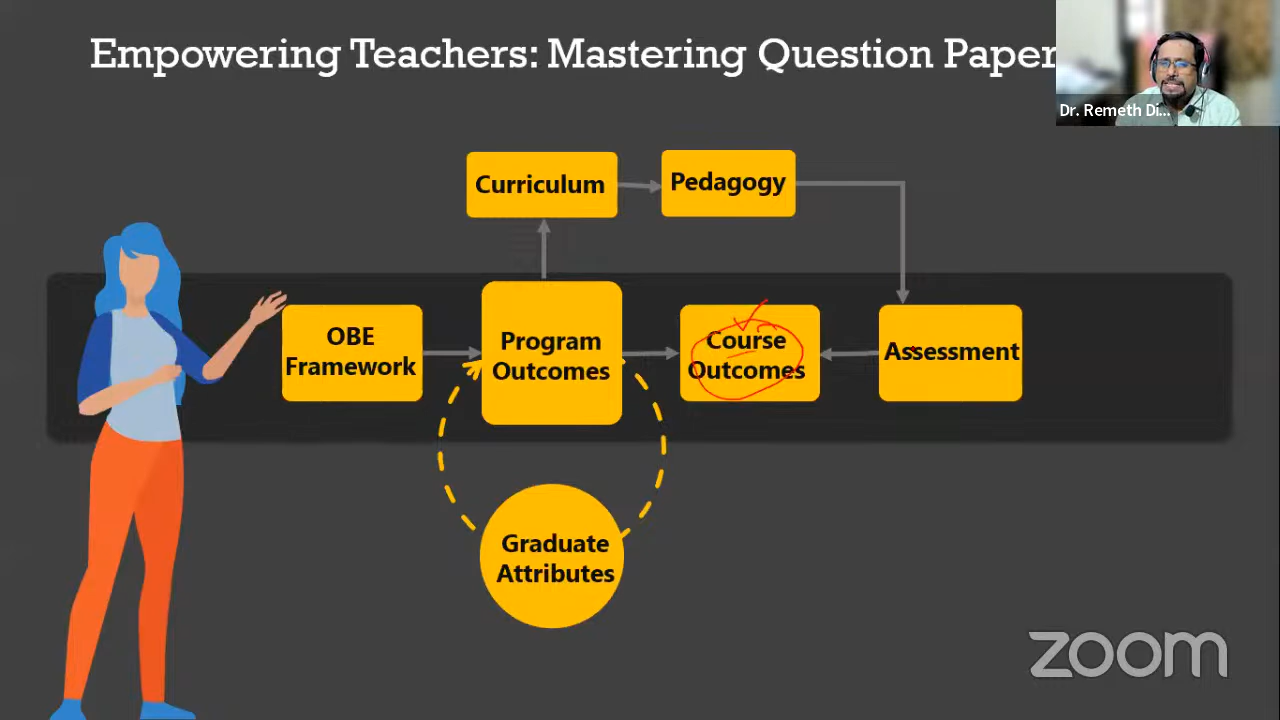 Empowering Teachers: Mastering Question Paper
Dr. Remeth Di...
Curriculum
Pedagogy
OBE
Framework
Program
Outcomes
Course
Outcomes
Assessment
Graduate
Attributes
zoom